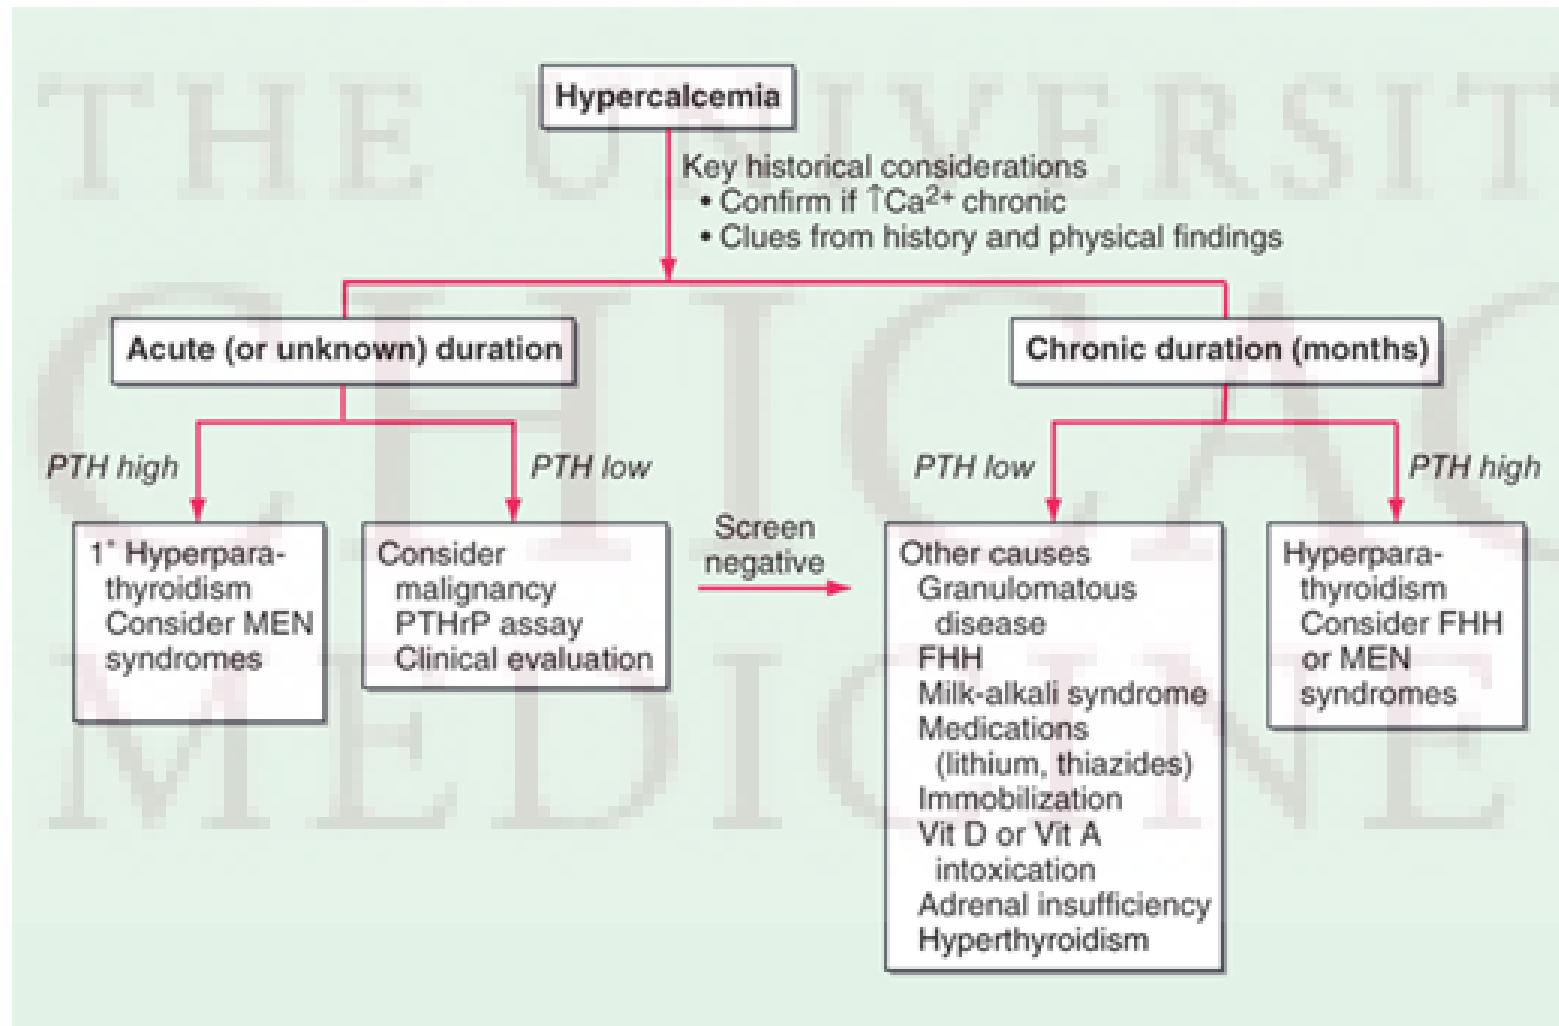 THE UNIVERSIT
CHICAG
MEDICINE
Hypercalcemia
Key historical considerations
• Confirm if ↑Ca2+ chronic
• Clues from history and physical findings
Acute (or unknown) duration
Chronic duration (months)
PTH high
PTH low
PTH low
PTH high
1° Hyperpara-
thyroidism
Consider MEN
syndromes
Consider
malignancy
PTHrP assay
Clinical evaluation
Screen
negative
Other causes
Granulomatous
disease
FHH
Milk-alkali syndrome
Medications
(lithium, thiazides)
Immobilization
Vit D or Vit A
intoxication
Adrenal insufficiency
Hyperthyroidism
Hyperpara-
thyroidism
Consider FHH
or MEN
syndromes